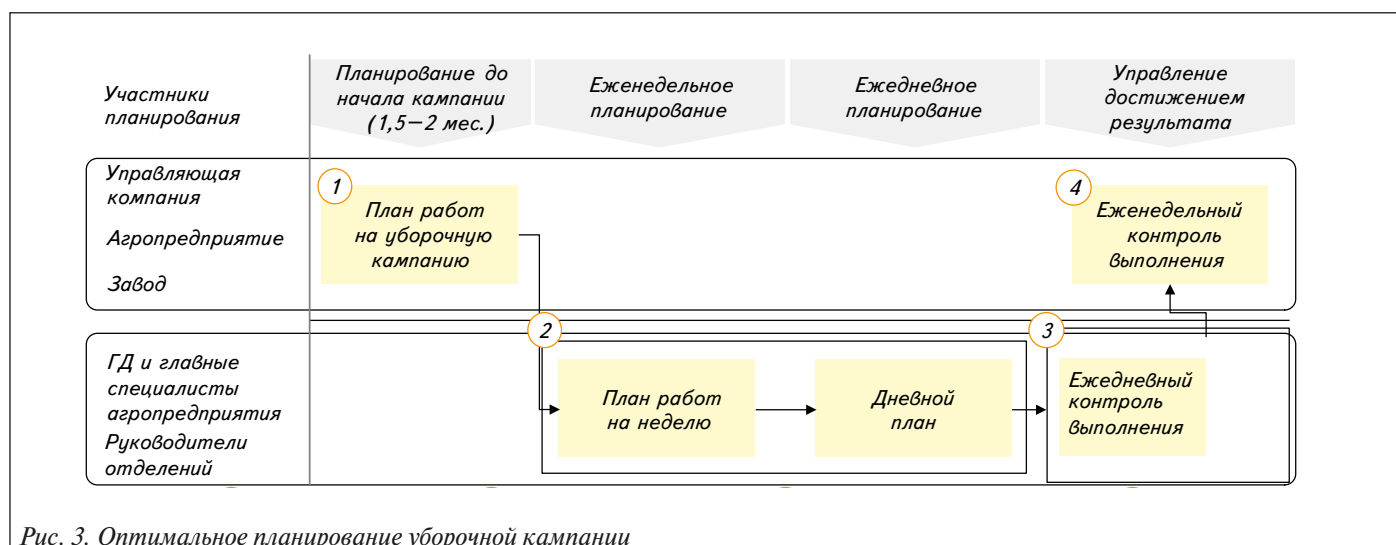 Участники
планирования
Планирование до
начала кампании
(1,5—2 мес.)
Еженедельное
планирование
Ежедневное
планирование
Управление
достижением
результата
Управляющая
компания
Агропредприятие
Завод
1
План работ
на уборочную
кампанию
4
Еженедельный
контроль
выполнения
ГД и главные
специалисты
агропредприятия
Руководители
отделений
2
План работ
на неделю
Дневной
план
3
Ежедневный
контроль
выполнения
Рис. 3. Оптимальное планирование уборочной кампании